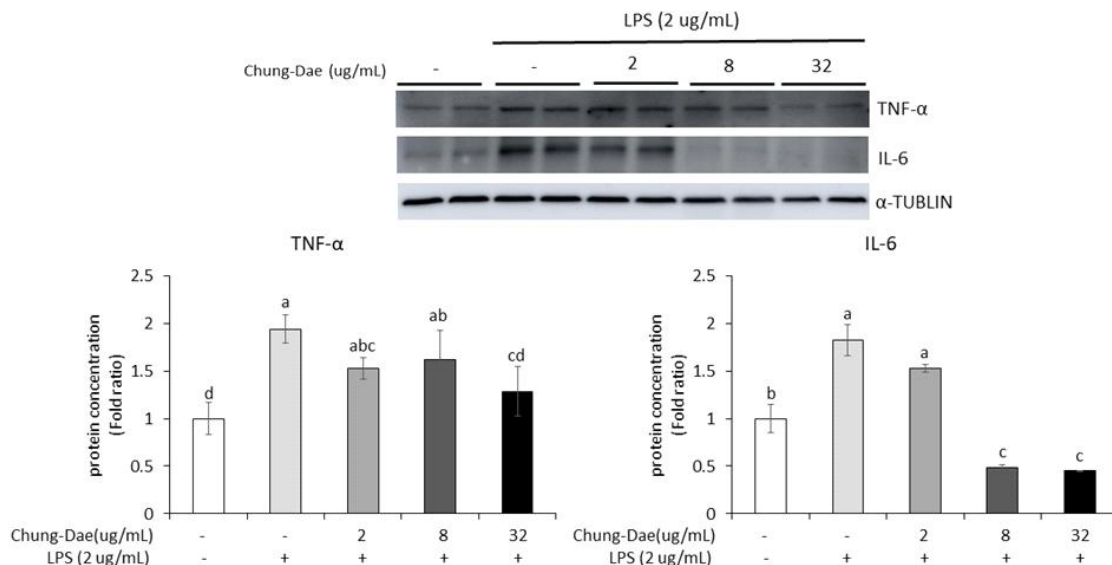 LPS (2 ug/mL)
Chung-Dae (ug/mL) - - 2 8 32
TNF-α
IL-6
α-TUBLIN
TNF-α
protein concentration
(Fold ratio)
2.5
2
1.5
1
0.5
0
d a abc ab cd
Chung-Dae(ug/mL) - - 2 8 32
LPS (2 ug/mL) - + + + +
IL-6
protein concentration
(Fold ratio)
2.5
2
1.5
1
0.5
0
b a a c c
Chung-Dae(ug/mL) - - 2 8 32
LPS (2 ug/mL) - + + + +